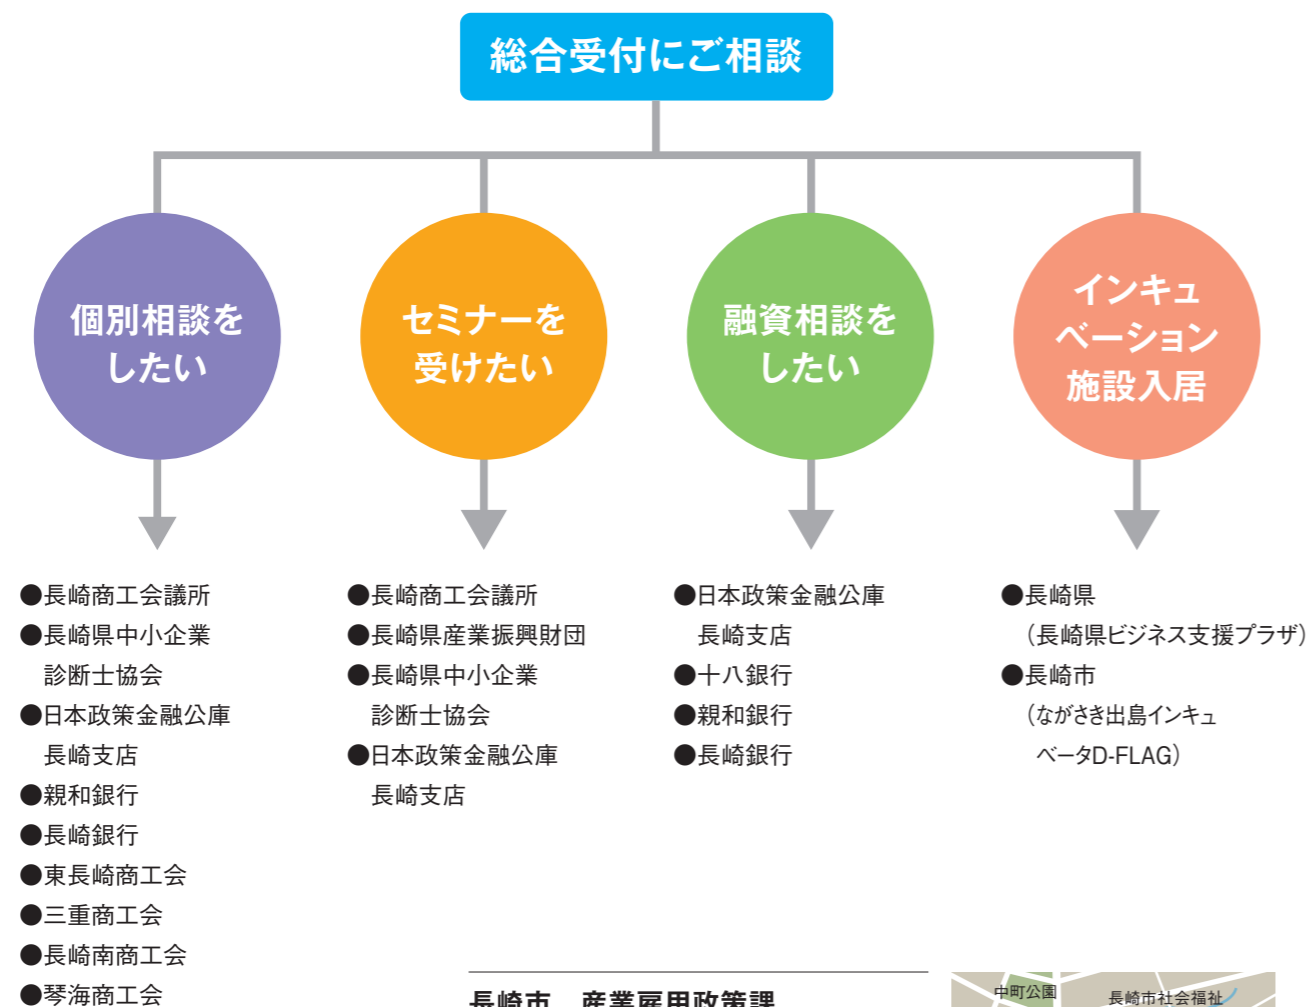 総合受付にご相談
個別相談を
したい
セミナーを
受けたい
融資相談を
したい
インキュ
ベーション
施設入居
●長崎商工会議所
●長崎県中小企業
診断士協会
●日本政策金融公庫
長崎支店
●親和銀行
●長崎銀行
●東長崎商工会
●三重商工会
●長崎南商工会
●琴海商工会
●長崎商工会議所
●長崎県産業振興財団
●長崎県中小企業
診断士協会
●日本政策金融公庫
長崎支店
●日本政策金融公庫
長崎支店
●十八銀行
●親和銀行
●長崎銀行
●長崎県
(長崎県ビジネス支援プラザ)
●長崎市
(ながさき出島インキュ
ベータD-FLAG)
長崎市 産業雇用政策課
中町公園
長崎市社会福祉